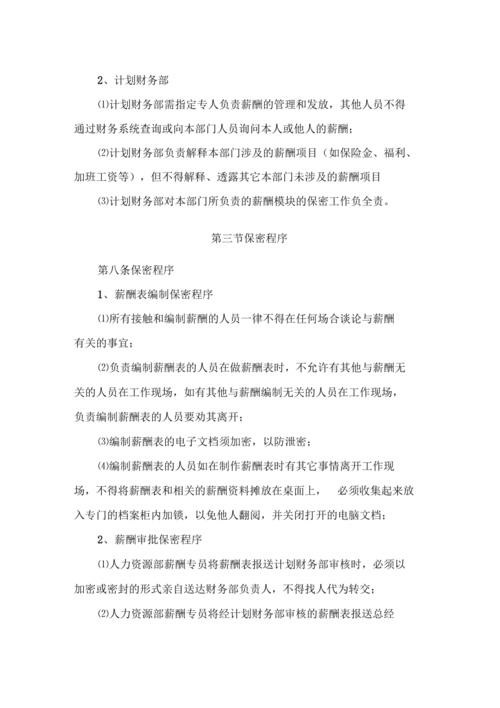 2、计划财务部
⑴计划财务部需指定专人负责薪酬的管理和发放，其他人员不得
通过财务系统查询或向本部门人员询问本人或他人的薪酬；
⑵计划财务部负责解释本部门涉及的薪酬项目（如保险金、福利、
加班工资等），但不得解释、透露其它本部门未涉及的薪酬项目
⑶计划财务部对本部门所负责的薪酬模块的保密工作负全责。
第三节保密程序
第八条保密程序
1、薪酬表编制保密程序
⑴所有接触和编制薪酬的人员一律不得在任何场合谈论与薪酬
有关的事宜；
⑵负责编制薪酬表的人员在做薪酬表时，不允许有其他与薪酬无
关的人员在工作现场，如有其他与薪酬编制无关的人员在工作现场，
负责编制薪酬表的人员要劝其离开；
⑶编制薪酬表的电子文档须加密，以防泄密；
⑷编制薪酬表的人员如在制作薪酬表时有其它事情离开工作现
场，不得将薪酬表和相关的薪酬资料摊放在桌面上， 必须收集起来放
入专门的档案柜内加锁，以免他人翻阅，并关闭打开的电脑文档；
2、薪酬审批保密程序
⑴人力资源部薪酬专员将薪酬表报送计划财务部审核时，必须以
加密或密封的形式亲自送达财务部负责人，不得找人代为转交；
⑵人力资源部薪酬专员将经计划财务部审核的薪酬表报送总经